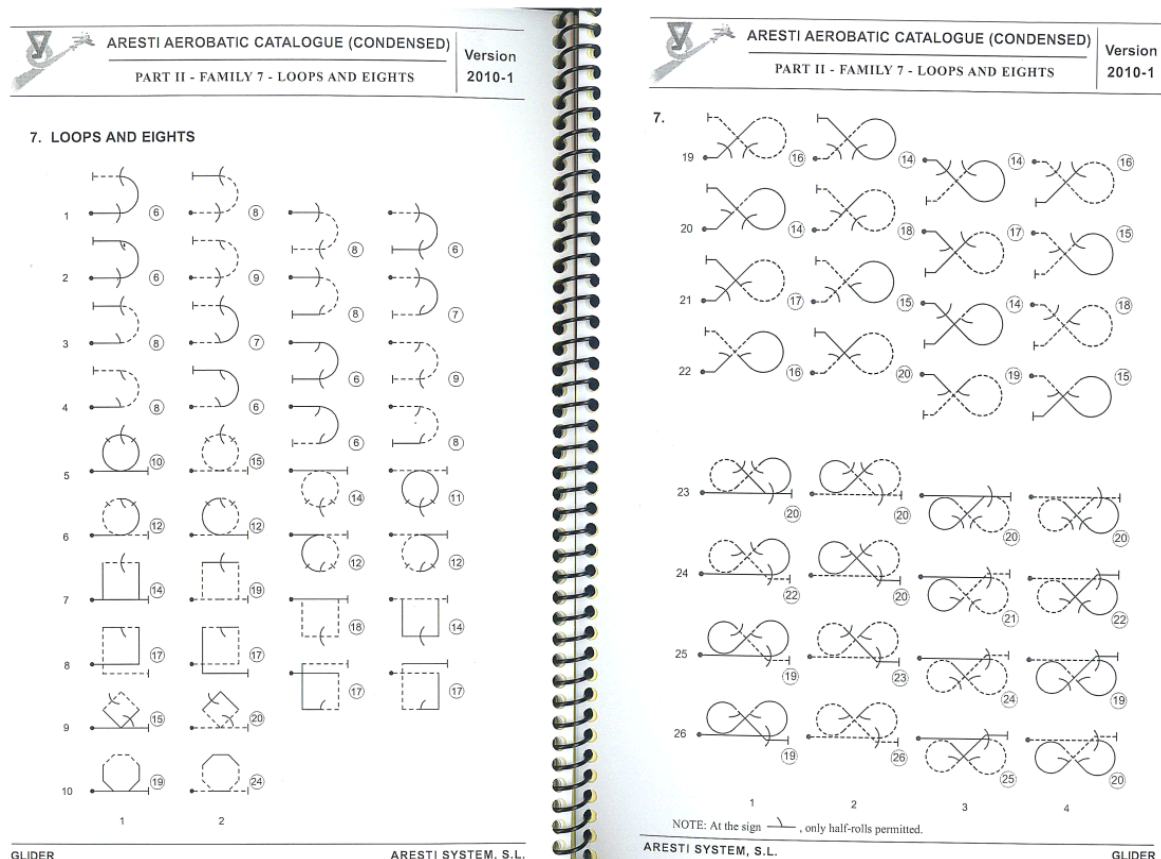 ARESTI AEROBATIC CATALOGUE (CONDENSED)
PART II - FAMILY 7 - LOOPS AND EIGHTS
Version
2010-1
7. LOOPS AND EIGHTS
1 6 8 8 6
2 6 9 8 7
3 8 7 6 9
4 8 6 6 8
5 10 15 14 11
6 12 12 12 12
7 14 19 18 14
8 17 17 17 17
9 15 20
10 19 24
1 2
GLIDER ARESTI SYSTEM, S.L.
ARESTI AEROBATIC CATALOGUE (CONDENSED)
PART II - FAMILY 7 - LOOPS AND EIGHTS
Version
2010-1
7.
19 16 14 14 16
20 14 18 17 15
21 17 15 14 18
22 16 20 19 15
23 20 20 20 20
24 22 20 21 22
25 19 23 24 19
26 19 26 25 20
1 2 3 4
NOTE: At the sign , only half-rolls permitted.
ARESTI SYSTEM, S.L. GLIDER